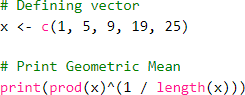 # Defining vector
x <- c(1, 5, 9, 19, 25)
# Print Geometric Mean
print(prod(x)^(1 / length(x)))